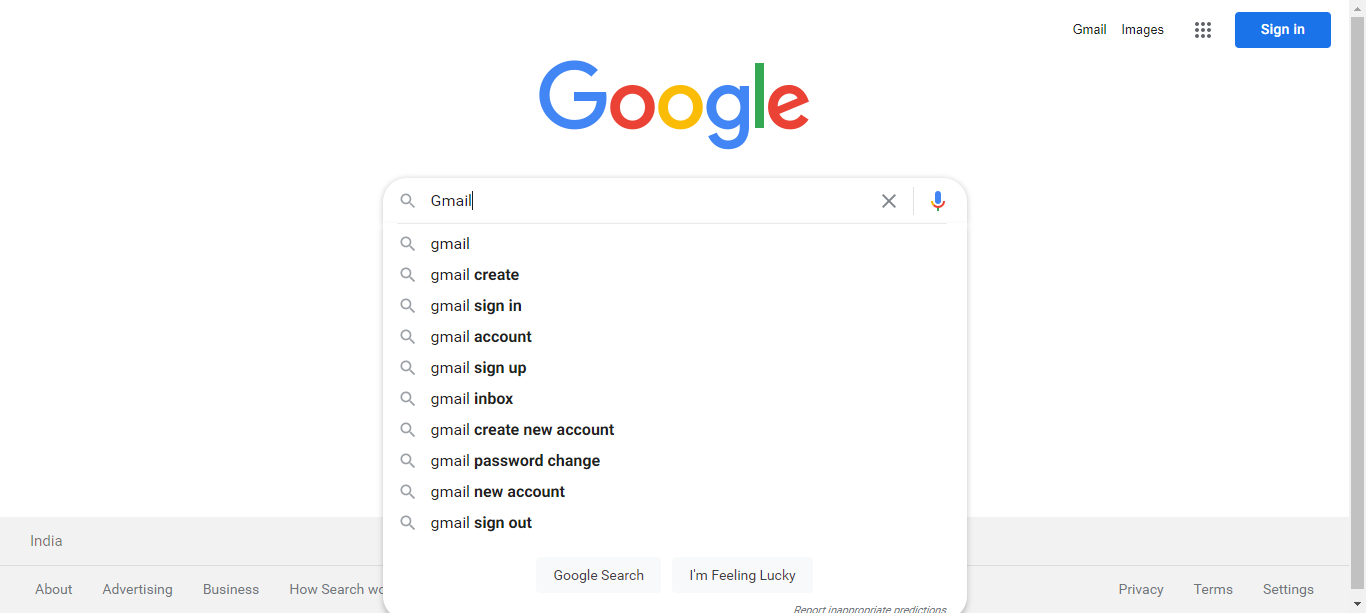 Gmail Images Sign in
Google
Gmail
gmail
gmail create
gmail sign in
gmail account
gmail sign up
gmail inbox
gmail create new account
gmail password change
gmail new account
gmail sign out
Google Search I'm Feeling Lucky
Report inappropriate predictions
India
About Advertising Business How Search wo
Privacy Terms Settings